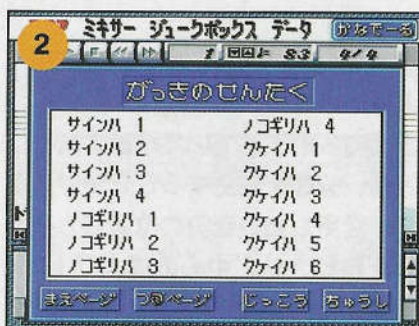 2
ミキサー ジュークボックス データ かなでーる
1 83 4/4
がっきのせんたく
サインハ 1
サインハ 2
サインハ 3
サインハ 4
ノコギリハ 1
ノコギリハ 2
ノコギリハ 3
ノコギリハ 4
クケイハ 1
クケイハ 2
クケイハ 3
クケイハ 4
クケイハ 5
クケイハ 6
まえページ つぎページ じっこう ちゅうし